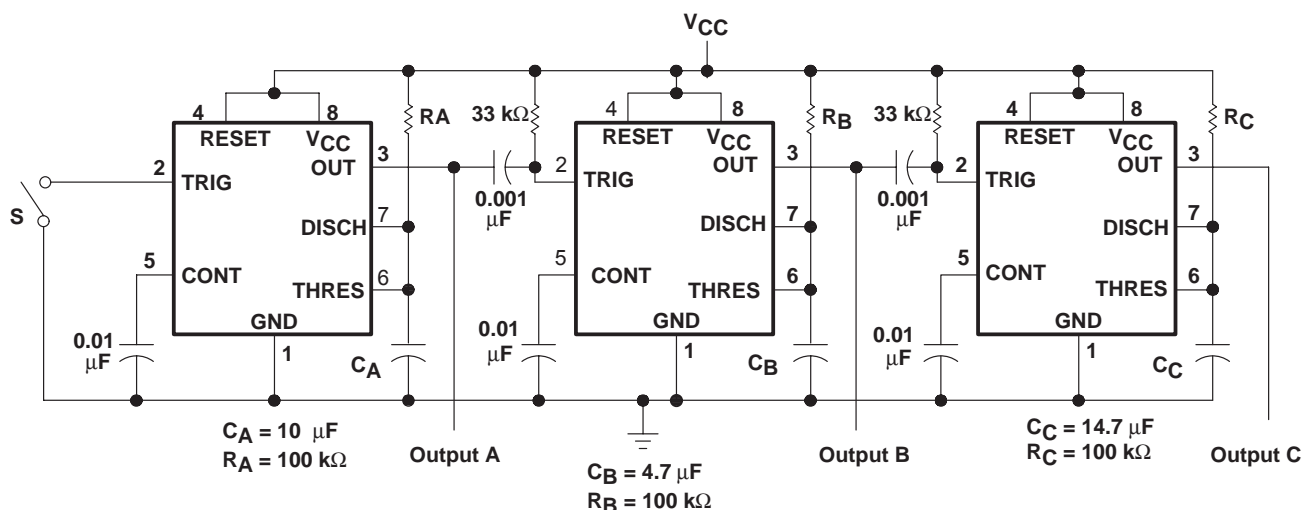 VCC
RA
33 kΩ
RB
33 kΩ
RC
4
8
RESET
VCC
OUT
3
2
TRIG
S
DISCH
7
5
CONT
THRES
6
GND
1
0.01
μF
CA
0.001
μF
4
8
RESET
VCC
OUT
3
2
TRIG
DISCH
7
5
CONT
THRES
6
GND
1
0.01
μF
CB
0.001
μF
4
8
RESET
VCC
OUT
3
2
TRIG
DISCH
7
5
CONT
THRES
6
GND
1
0.01
μF
CC
CA = 10 μF
RA = 100 kΩ
Output A
CB = 4.7 μF
RB = 100 kΩ
Output B
CC = 14.7 μF
RC = 100 kΩ
Output C